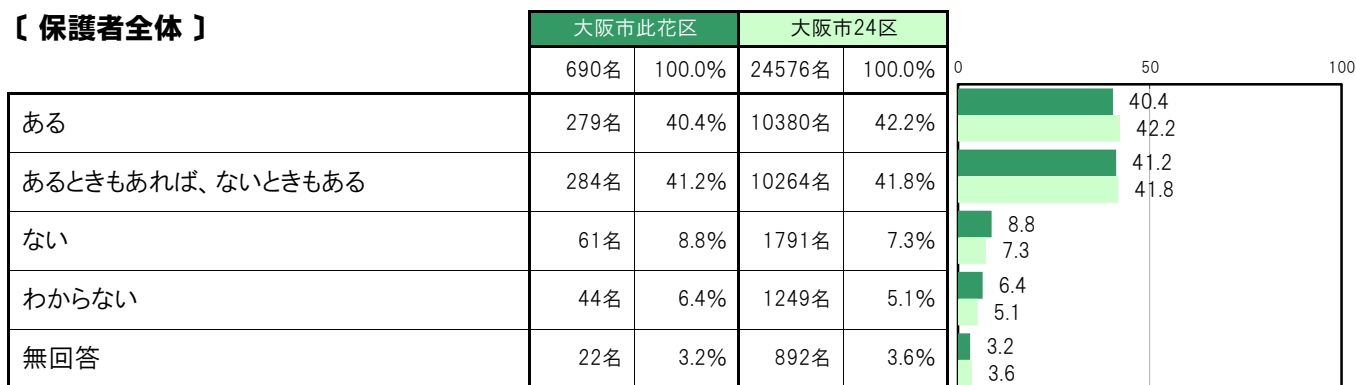 〔 保護者全体 〕
大阪市此花区 大阪市24区
690名 100.0% 24576名 100.0% 0 50 100
ある 279名 40.4% 10380名 42.2% 40.4
42.2
あるときもあれば、ないときもある 284名 41.2% 10264名 41.8% 41.2
41.8
ない 61名 8.8% 1791名 7.3% 8.8
7.3
わからない 44名 6.4% 1249名 5.1% 6.4
5.1
無回答 22名 3.2% 892名 3.6% 3.2
3.6